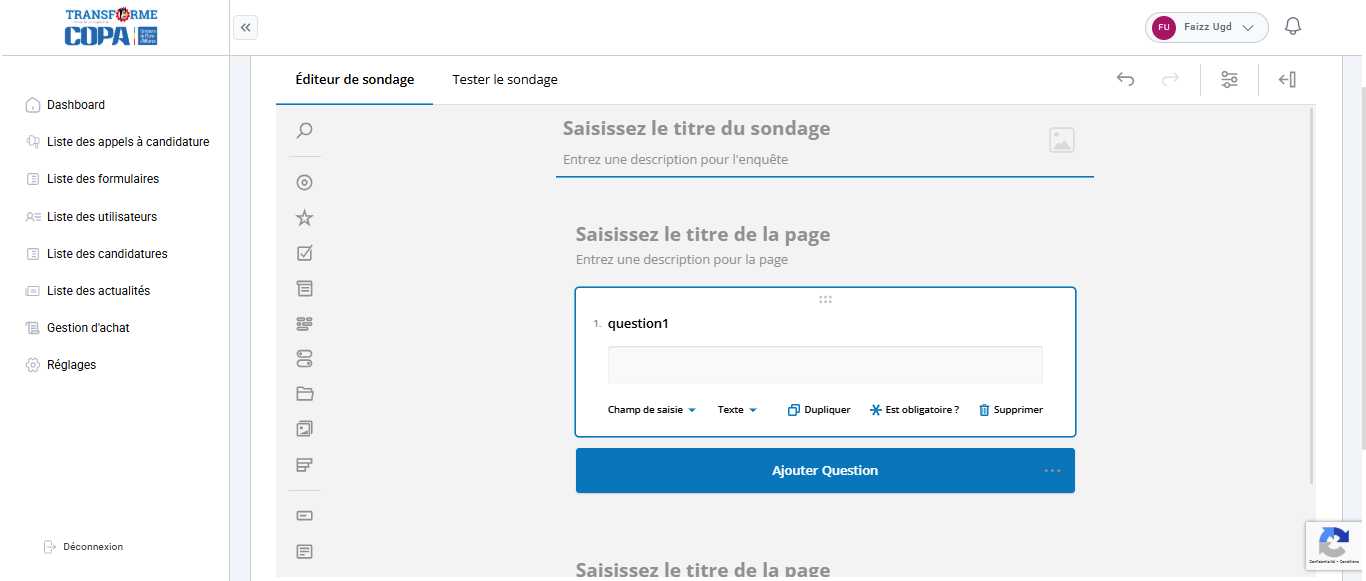 TRANSFORME
COPA
Faizz Ugd
FU
Éditeur de sondage
Tester le sondage
Dashboard
Liste des appels à candidature
Liste des formulaires
Liste des utilisateurs
Liste des candidatures
Liste des actualités
Gestion d'achat
Réglages
Déconnexion
Saisissez le titre du sondage
Entrez une description pour l'enquête
Saisissez le titre de la page
Entrez une description pour la page
1. question1
Champ de saisie
Texte
Dupliquer
Est obligatoire ?
Supprimer
Ajouter Question
Saisissez le titre de la page
Confidentialité - Conditions